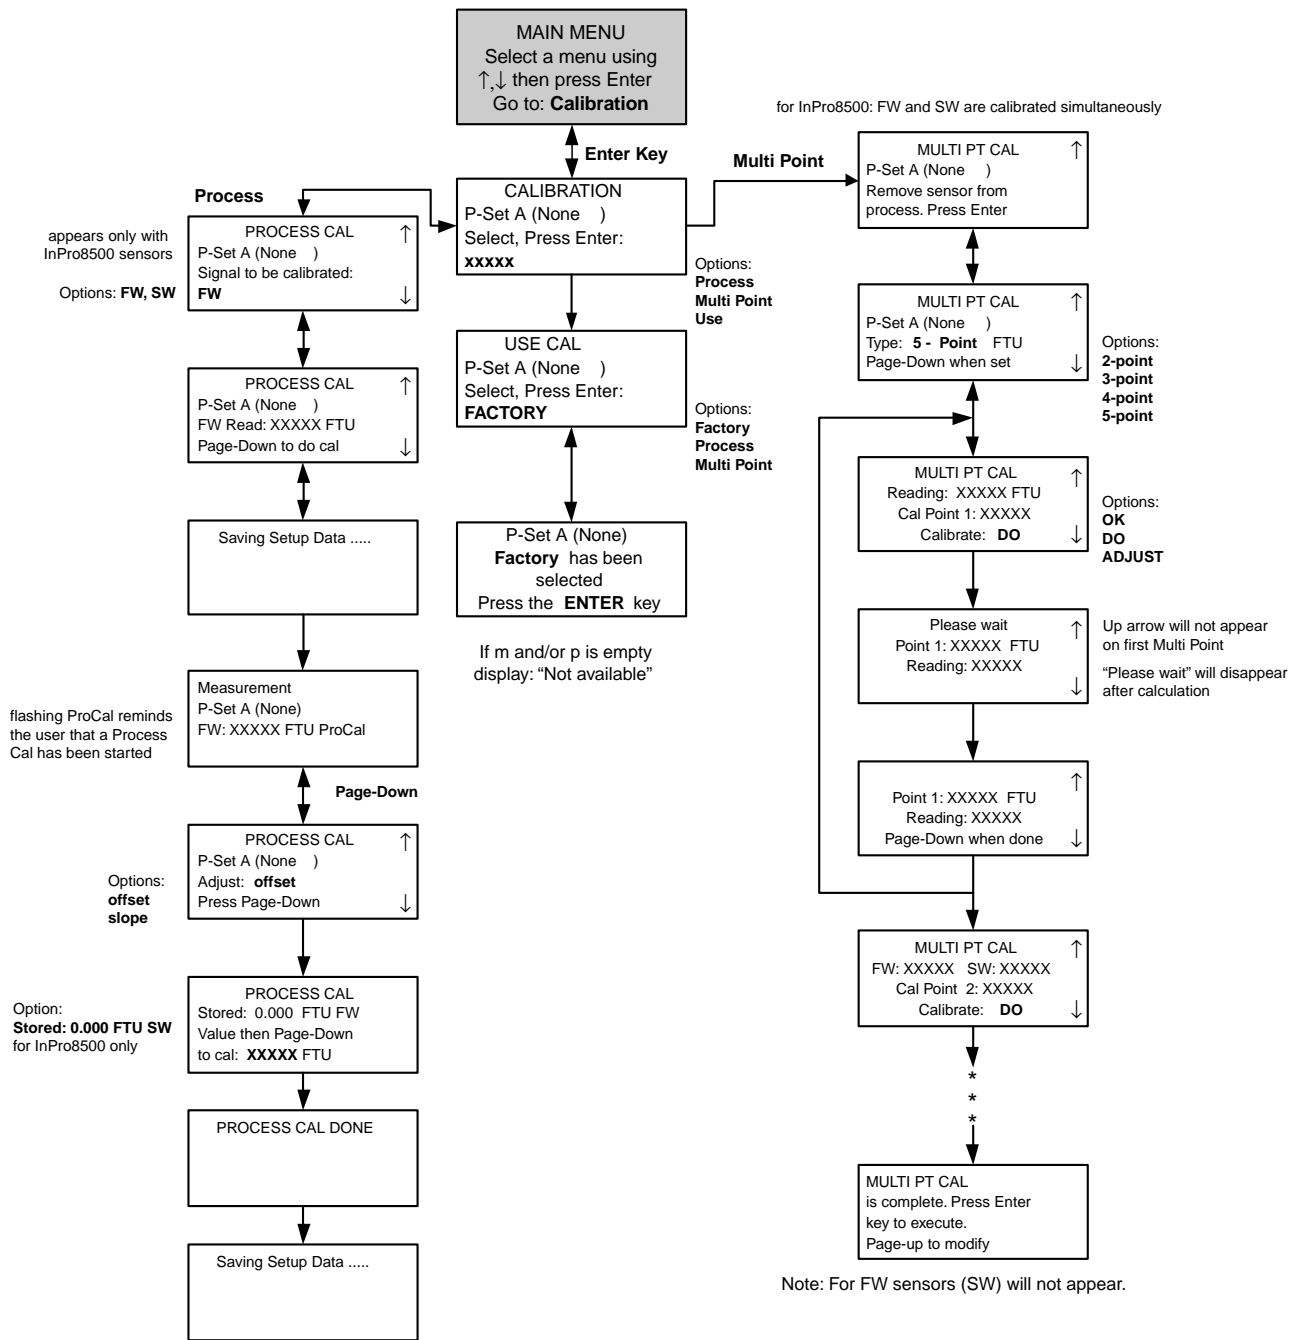 MAIN MENU
Select a menu using
↑,↓ then press Enter
Go to: Calibration
Enter Key
Process
Multi Point
CALIBRATION
P-Set A (None    )
Select, Press Enter:
xxxxx
Options:
Process
Multi Point
Use
USE CAL
P-Set A (None    )
Select, Press Enter:
FACTORY
Options:
Factory
Process
Multi Point
P-Set A (None)
Factory has been
selected
Press the ENTER key
If m and/or p is empty
display: “Not available”
appears only with
InPro8500 sensors
Options: FW, SW
PROCESS CAL ↑
P-Set A (None    )
Signal to be calibrated:
FW ↓
PROCESS CAL ↑
P-Set A (None    )
FW Read: XXXXX FTU
Page-Down to do cal ↓
Saving Setup Data .....
flashing ProCal reminds
the user that a Process
Cal has been started
Measurement
P-Set A (None)
FW: XXXXX FTU ProCal
Page-Down
Options:
offset
slope
PROCESS CAL ↑
P-Set A (None    )
Adjust: offset
Press Page-Down ↓
Option:
Stored: 0.000 FTU SW
for InPro8500 only
PROCESS CAL
Stored: 0.000 FTU FW
Value then Page-Down
to cal: XXXXX FTU
PROCESS CAL DONE
Saving Setup Data .....
for InPro8500: FW and SW are calibrated simultaneously
MULTI PT CAL ↑
P-Set A (None    )
Remove sensor from
process. Press Enter
MULTI PT CAL ↑
P-Set A (None    )
Type: 5 - Point FTU
Page-Down when set ↓
Options:
2-point
3-point
4-point
5-point
MULTI PT CAL ↑
Reading: XXXXX FTU
Cal Point 1: XXXXX
Calibrate: DO ↓
Options:
OK
DO
ADJUST
Please wait ↑
Point 1: XXXXX FTU
Reading: XXXXX
↓
Up arrow will not appear
on first Multi Point
“Please wait” will disappear
after calculation
↑
Point 1: XXXXX FTU
Reading: XXXXX
Page-Down when done ↓
MULTI PT CAL ↑
FW: XXXXX SW: XXXXX
Cal Point 2: XXXXX
Calibrate: DO ↓
*
*
*
MULTI PT CAL
is complete. Press Enter
key to execute.
Page-up to modify
Note: For FW sensors (SW) will not appear.